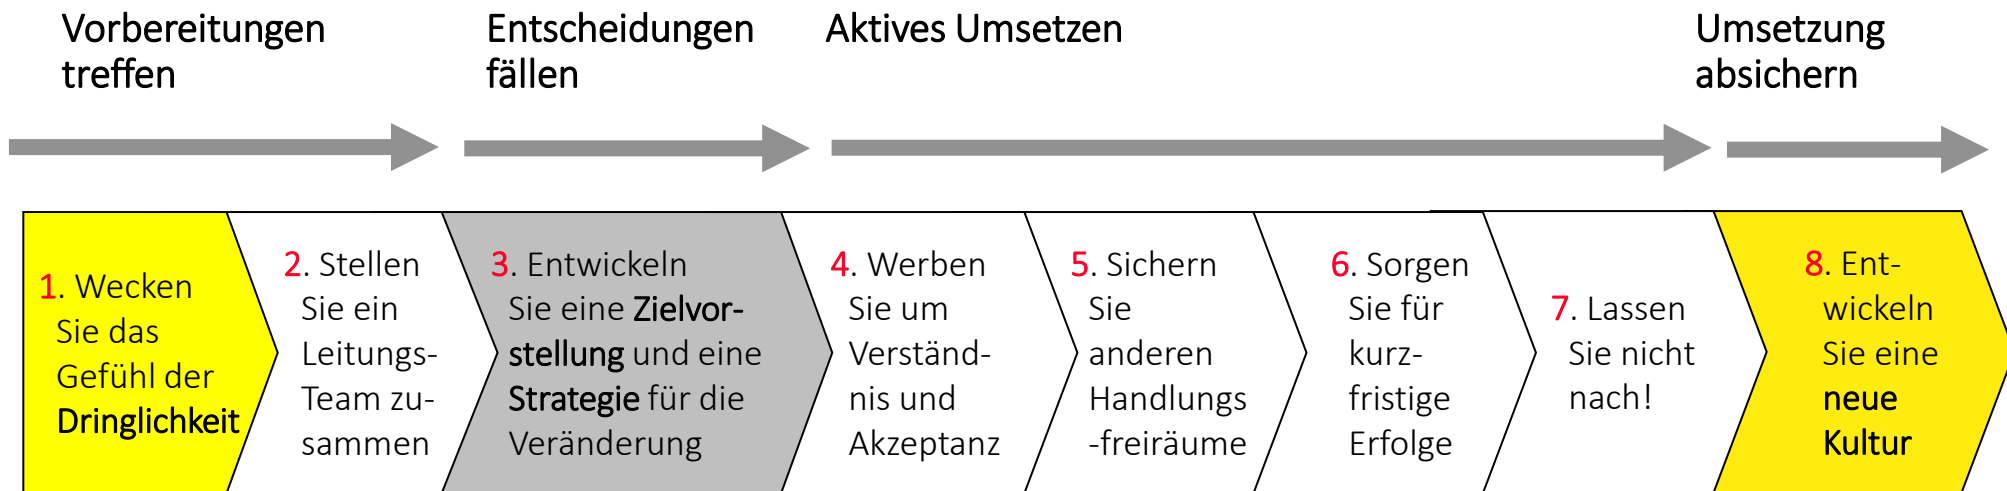 Vorbereitungen
treffen
Entscheidungen
fällen
Aktives Umsetzen
Umsetzung
absichern
1. Wecken
Sie das
Gefühl der
Dringlichkeit
2. Stellen
Sie ein
Leitungs-
Team zu-
sammen
3. Entwickeln
Sie eine Zielvor-
stellung und eine
Strategie für die
Veränderung
4. Werben
Sie um
Verständ-
nis und
Akzeptanz
5. Sichern
Sie
anderen
Handlungs
-freiräume
6. Sorgen
Sie für
kurz-
fristige
Erfolge
7. Lassen
Sie nicht
nach!
8. Ent-
wickeln
Sie eine
neue
Kultur